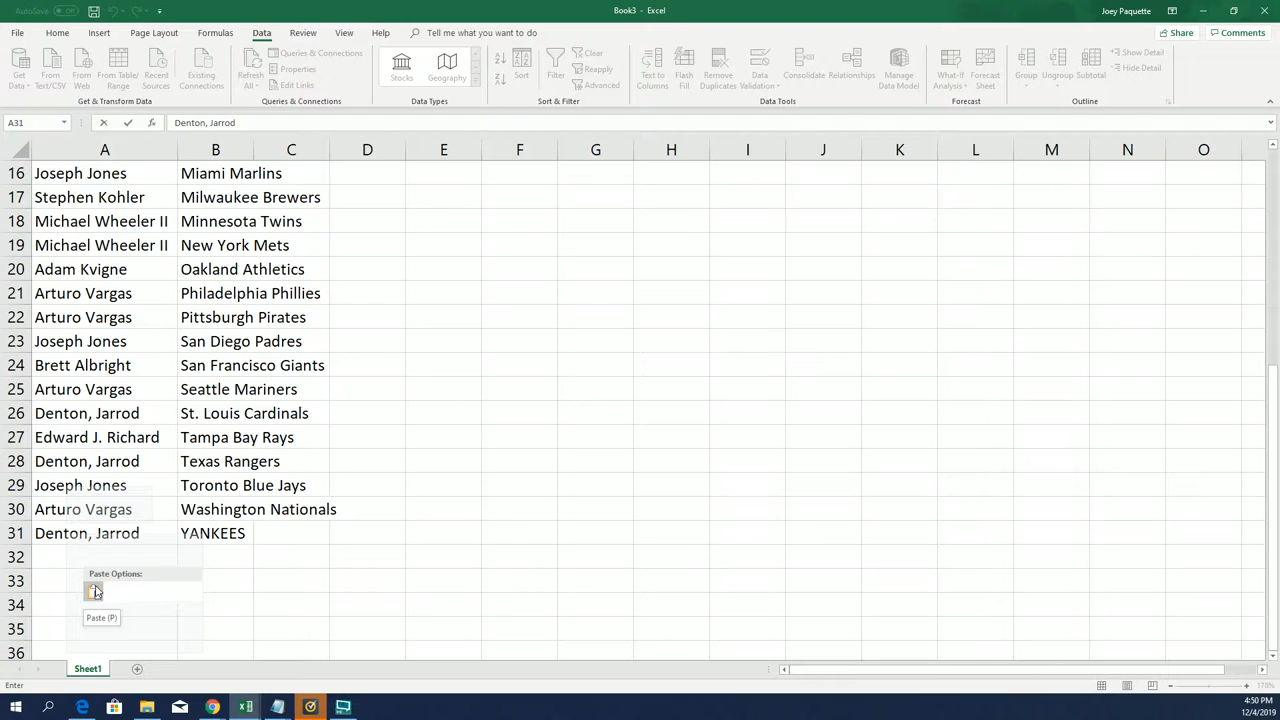 AutoSave Off Book3 - Excel Joey Paquette
File Home Insert Page Layout Formulas Data Review View Help Tell me what you want to do Share Comments
Get Data From Text/CSV From Web From Table/Range Recent Sources Existing Connections Refresh All Queries & Connections Properties Edit Links Stocks Geography Sort Filter Clear Reapply Advanced Text to Columns Flash Fill Remove Duplicates Data Validation Consolidate Relationships Manage Data Model What-If Analysis Forecast Sheet Group Ungroup Subtotal Show Detail Hide Detail
Get & Transform Data Queries & Connections Data Types Sort & Filter Data Tools Forecast Outline
A31 fx Denton, Jarrod
A B C D E F G H I J K L M N O
16 Joseph Jones Miami Marlins
17 Stephen Kohler Milwaukee Brewers
18 Michael Wheeler II Minnesota Twins
19 Michael Wheeler II New York Mets
20 Adam Kvigne Oakland Athletics
21 Arturo Vargas Philadelphia Phillies
22 Arturo Vargas Pittsburgh Pirates
23 Joseph Jones San Diego Padres
24 Brett Albright San Francisco Giants
25 Arturo Vargas Seattle Mariners
26 Denton, Jarrod St. Louis Cardinals
27 Edward J. Richard Tampa Bay Rays
28 Denton, Jarrod Texas Rangers
29 Joseph Jones Toronto Blue Jays
30 Arturo Vargas Washington Nationals
31 Denton, Jarrod YANKEES
32
Paste Options:
33
34 Paste (P)
35
36
Sheet1
Enter 178%
4:50 PM
12/4/2019